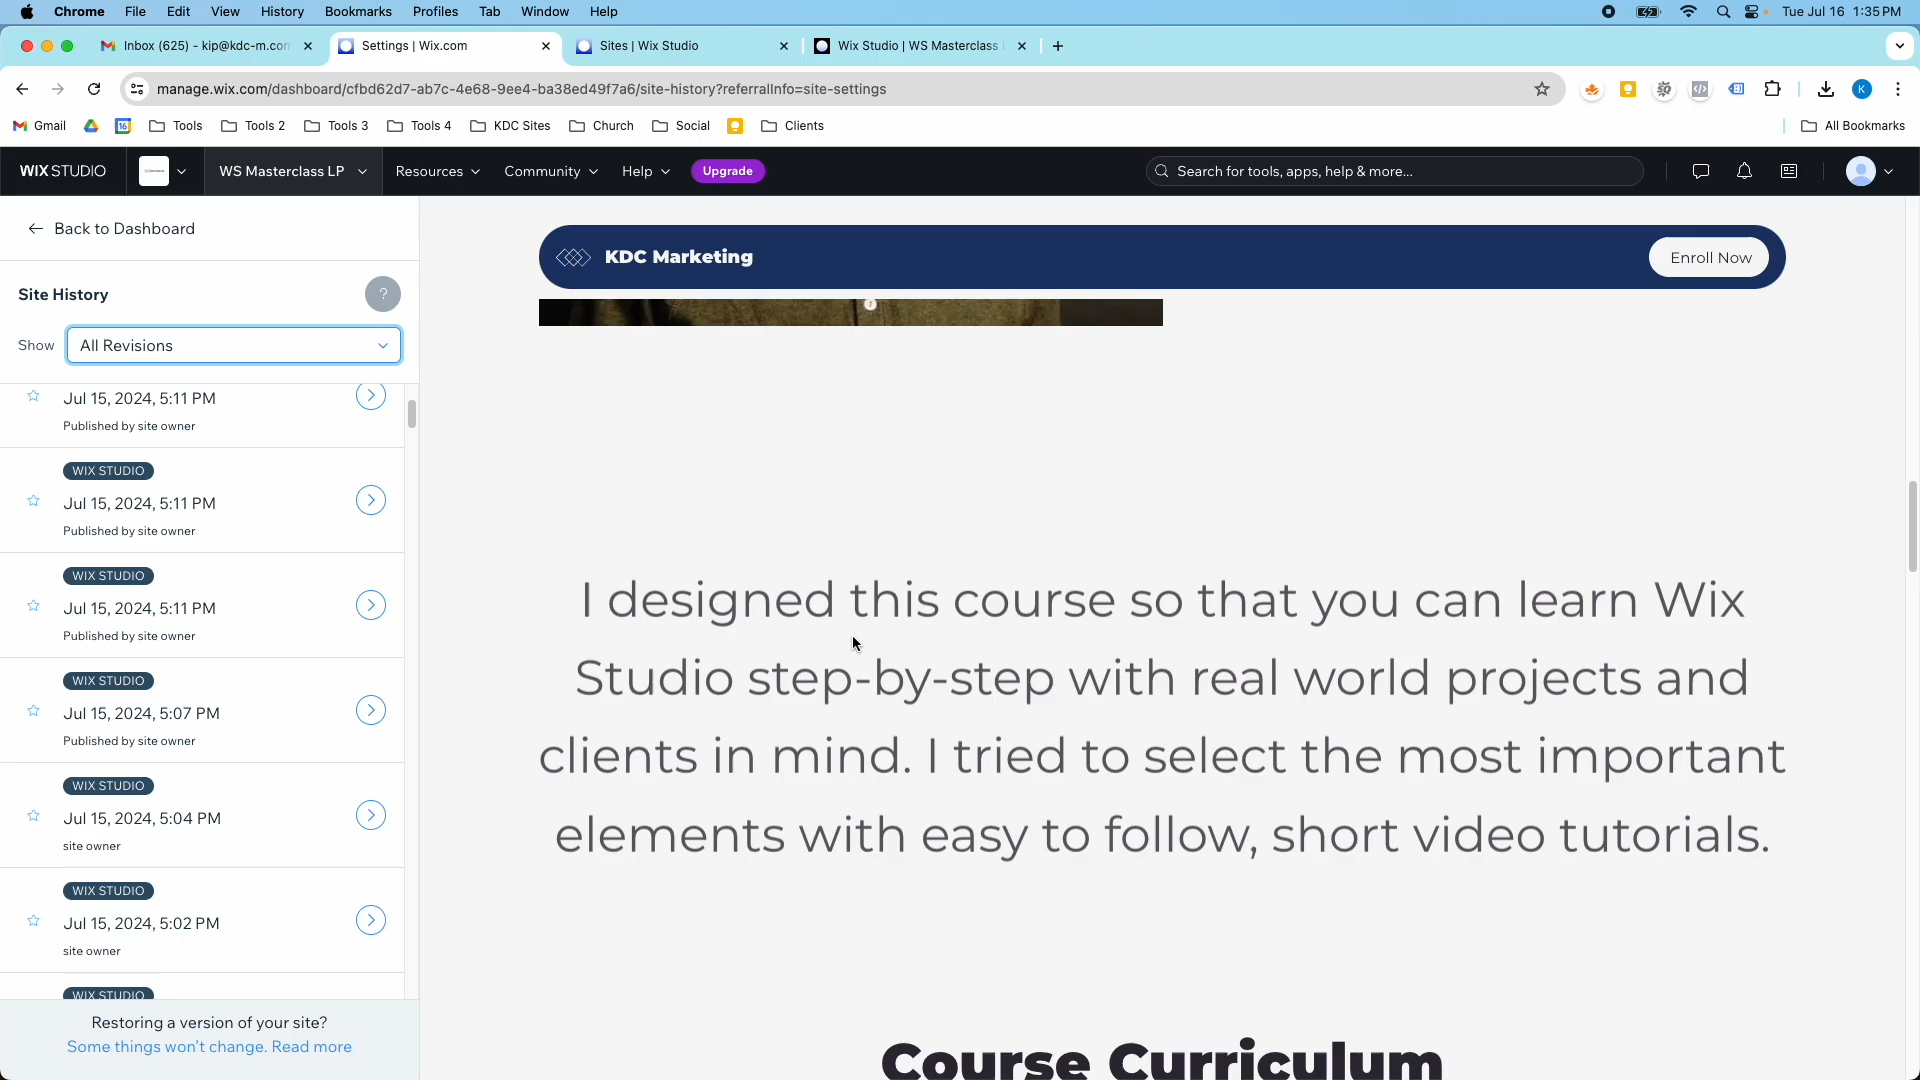 Chrome File Edit View History Bookmarks Profiles Tab Window Help Tue Jul 16 1:35 PM
Inbox (625) - kip@kdc-m.com Settings | Wix.com Sites | Wix Studio Wix Studio | WS Masterclass
manage.wix.com/dashboard/cfbd62d7-ab7c-4e68-9ee4-ba38ed49f7a6/site-history?referralInfo=site-settings K
Gmail 16 Tools Tools 2 Tools 3 Tools 4 KDC Sites Church Social Clients All Bookmarks
WIX STUDIO WS Masterclass LP Resources Community Help Upgrade Search for tools, apps, help & more...
Back to Dashboard
Site History ?
Show All Revisions
Jul 15, 2024, 5:11 PM
Published by site owner
WIX STUDIO
Jul 15, 2024, 5:11 PM
Published by site owner
WIX STUDIO
Jul 15, 2024, 5:11 PM
Published by site owner
WIX STUDIO
Jul 15, 2024, 5:07 PM
Published by site owner
WIX STUDIO
Jul 15, 2024, 5:04 PM
site owner
WIX STUDIO
Jul 15, 2024, 5:02 PM
site owner
WIX STUDIO
Restoring a version of your site?
Some things won't change. Read more
KDC Marketing Enroll Now
I designed this course so that you can learn Wix
Studio step-by-step with real world projects and
clients in mind. I tried to select the most important
elements with easy to follow, short video tutorials.
Course Curriculum